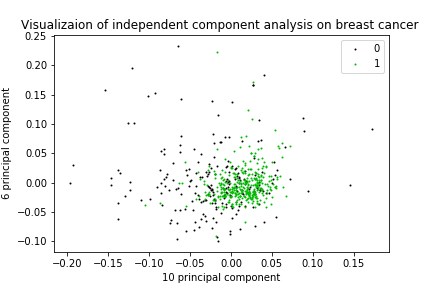 Visualizaion of independent component analysis on breast cancer
0.25
0.20
0.15
0.10
0.05
0.00
−0.05
−0.10
6 principal component
0
1
−0.20 −0.15 −0.10 −0.05 0.00 0.05 0.10 0.15
10 principal component